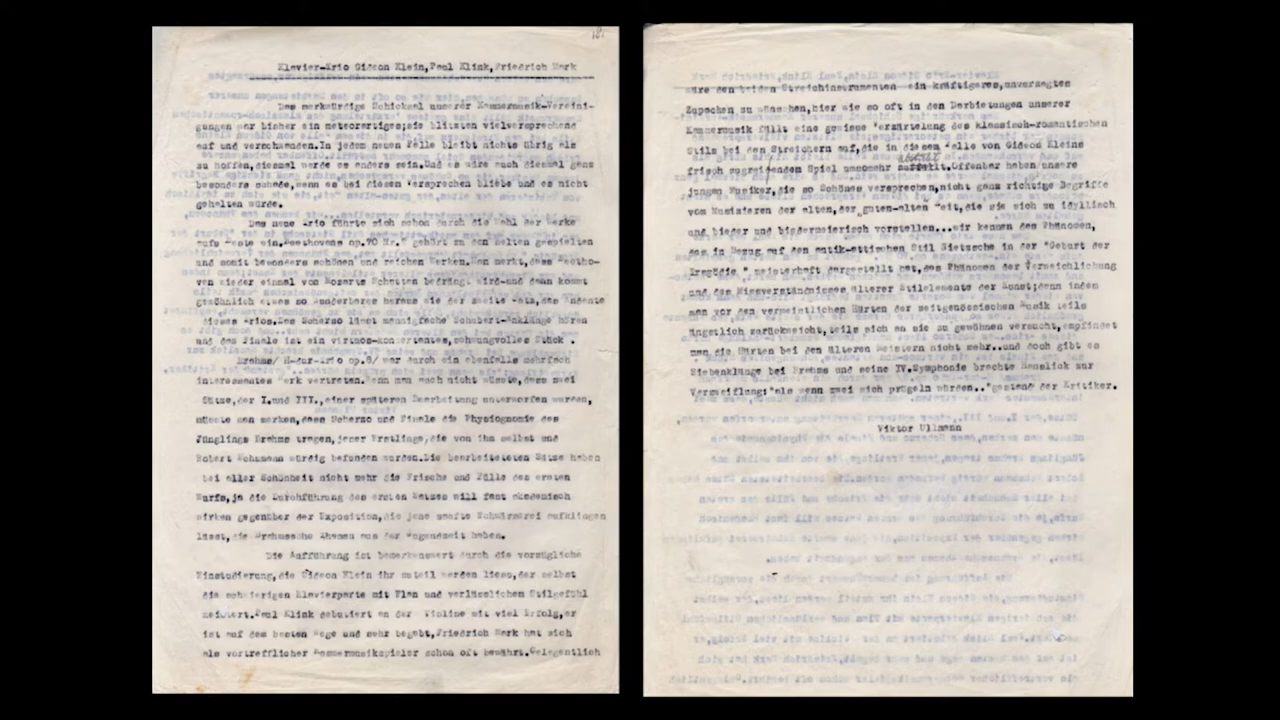 Klavier-Trio Gideon Klein,Paul Klink,Friedrich Mark
Das merkwürdige Schicksal unserer Kammermusik-Vereini-
gungen war bisher ein meteorartiges;sie blitzten vielversprechend
auf und verschwanden.In jedem neuen Falle bleibt nichts übrig als
zu hoffen,diesmal werde es anders sein.Und es wäre auch diesmal ganz
besonders schade,wenn es bei diesem Versprechen bliebe und es nicht
gehalten würde.
Das neue Trio führte sich schon durch die Wahl der Werke
aufs beste ein.Beethovens op.70 Nr. gehört zu den selten gespielten
und somit besonders schönen und reichen Werken.Man merkt,dass Beetho-
ven wieder einmal von Mozarts Schatten bedrängt wird-und dann kommt
gewöhnlich etwas so wunderbares heraus wie der zweite Satz,das Andante
dieses Trios.Das Scherzo lässt mannigfache Schubert-Anklänge hören
und das Finale ist ein virtuos-konzertantes,schwungvolles Stück .
Brahms/ H-dur-Trio op.8/ war durch ein ebenfalls mehrfach
interessantes Werk vertreten.Wenn man auch nicht wüsste,dass zwei
Sätze,der I.und III.,einer späteren Bearbeitung unterworfen wurden,
müsste man merken,dass Scherzo und Finale die Physiognomie des
Jünglings Brahms tragen,jener Erstlinge,die von ihm selbst und
Robert Schumann würdig befunden wurden.Die bearbeiteteten Sätze haben
bei aller Schönheit nicht mehr die Frische und Fülle des ersten
Wurfs,ja die Durchführung des ersten Satzes will fast akademisch
wirken gegenüber der Exposition,die jene sanfte Schwärmerei aufklingen
lässt,die Brahmssche Themen aus der Jugendzeit haben.
Die Aufführung ist bemerkenswert durch die vorzügliche
Einstudierung,die Gideon Klein ihr zuteil werden liess,der selbst
die schwierigen Klavierparte mit Elan und verlässlichen Stilgefühl
meistert.Paul Klink debutiert an der Violine mit viel Erfolg,er
ist auf dem besten Wege und sehr begabt,Friedrich Mark hat sich
als vortrefflicher Kammermusikspieler schon oft bewährt.Gelegentlich
wäre den beiden Streichinstrumenten ein kräftigeres,unverzagtes
Zupacken zu wünschen,hier wie so oft in den Darbietungen unserer
Kammermusik fällt eine gewisse Verzärtelung des klassisch-romantischen
Stils bei den Streichern auf,die in diesem Falle von Gideon Kleins
frisch zugreifendem Spiel umsomehr auffällt.Offenbar haben unsere
jungen Musiker,die so Schönes versprechen,nicht ganz richtige Begriffe
vom Musizieren der alten,der guten-alten Zeit,die sie sich zu idyllisch
und bieder und biedermeierisch vorstellen...wir kennen das Phänomen,
das in Bezug auf den antik-attischen Stil Nietzsche in der "Geburt der
Tragödie " meisterhaft dargestellt hat,das Phänomen der Verweichlichung
und des Missverständnisses älterer Stilelemente der Kunst;denn indem
man vor den vermeintlichen Härten der zeitgenössischen Musik teils
ängstlich zurückweicht,teils sich an sie zu gewöhnen versucht,empfindet
man die Härten bei den älteren Meistern nicht mehr...und doch gibt es
Siebenklänge bei Brahms und seine IV.Symphonie brachte Hanslick zur
Verzweiflung:"als wenn zwei sich prügeln würden.."gestand der Kritiker.
Viktor Ullmann